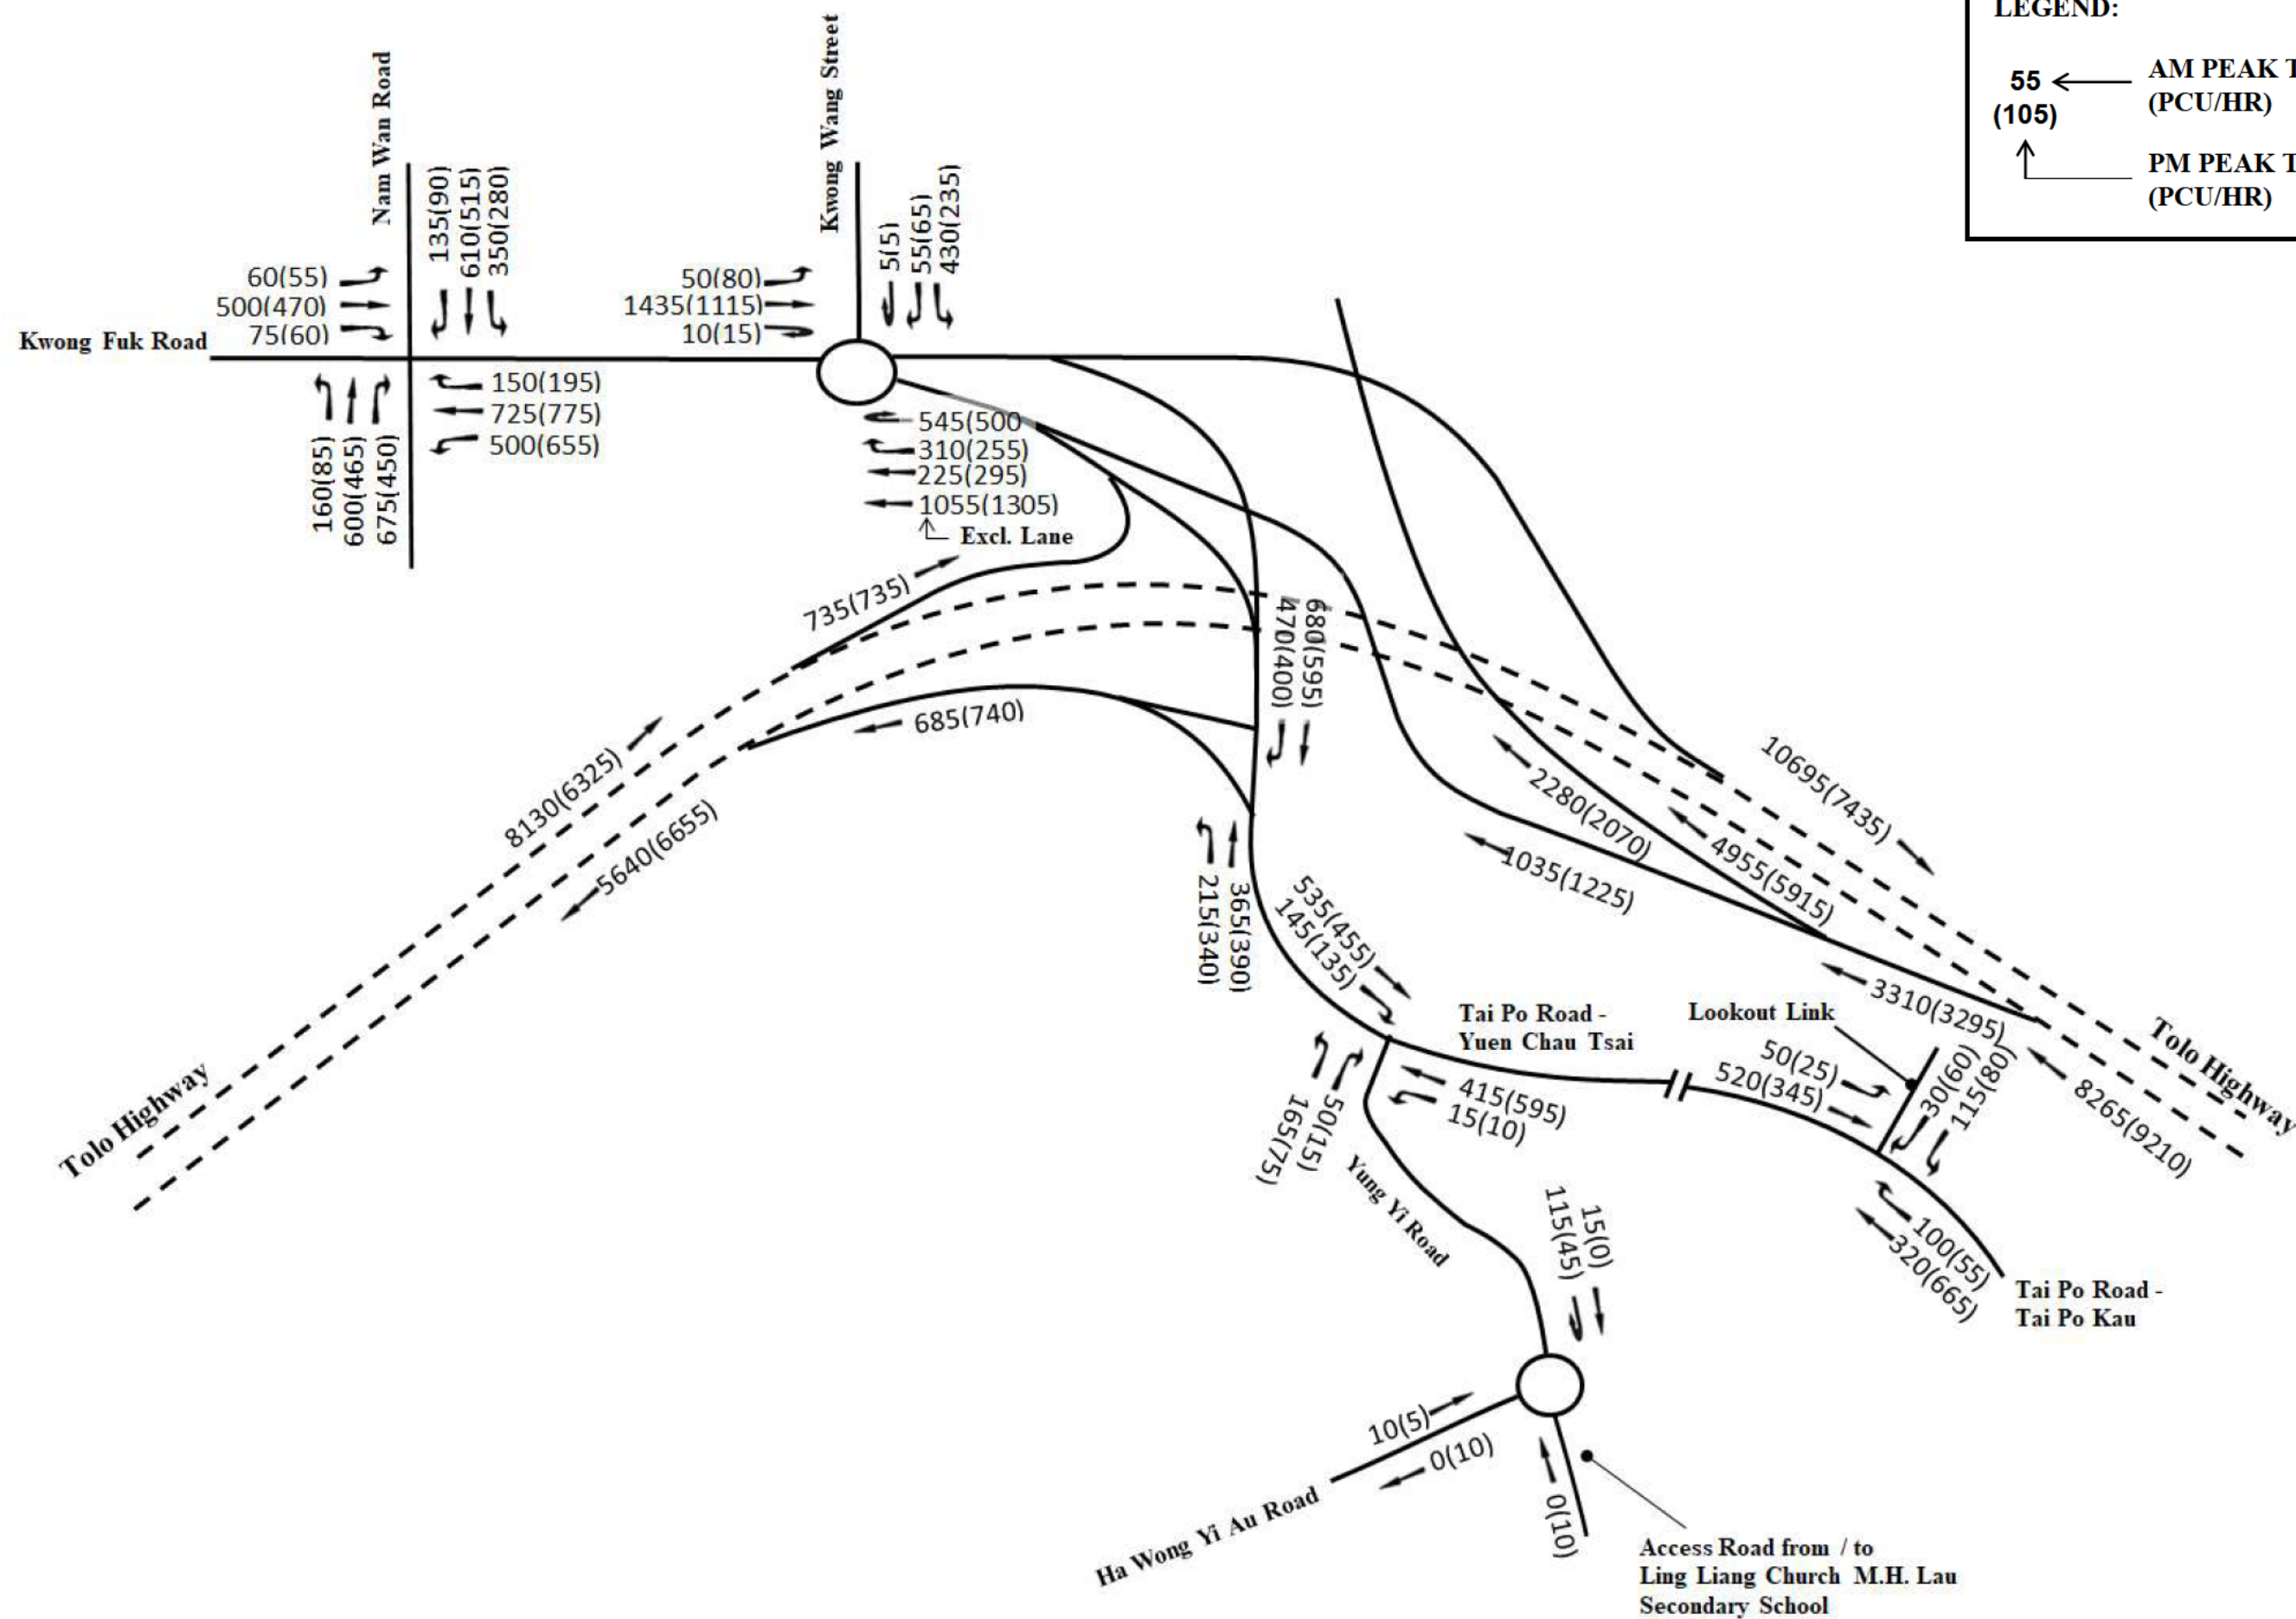 LEGEND:
55
AM PEAK T
(PCU/HR)
(105)
PM PEAK T
(PCU/HR)
Nam Wan Road
135(90)
610(515)
350(280)
Kwong Wang Street
5(5)
55(65)
430(235)
60(55)
500(470)
75(60)
Kwong Fuk Road
50(80)
1435(1115)
10(15)
150(195)
725(775)
500(655)
160(85)
600(465)
675(450)
545(500
310(255)
225(295)
1055(1305)
Excl. Lane
735(735)
680(595)
470(400)
685(740)
8130(6325)
5640(6655)
10695(7435)
2280(2070)
4955(5915)
1035(1225)
3310(3295)
215(340)
365(390)
535(455)
145(135)
Tai Po Road -
Yuen Chau Tsai
Lookout Link
50(25)
520(345)
30(60)
115(80)
Tolo Highway
8265(9210)
Tolo Highway
415(595)
15(10)
50(15)
165(75)
Yung Yi Road
100(55)
320(665)
Tai Po Road -
Tai Po Kau
15(0)
115(45)
10(5)
0(10)
Ha Wong Yi Au Road
0(10)
Access Road from / to
Ling Liang Church M.H. Lau
Secondary School